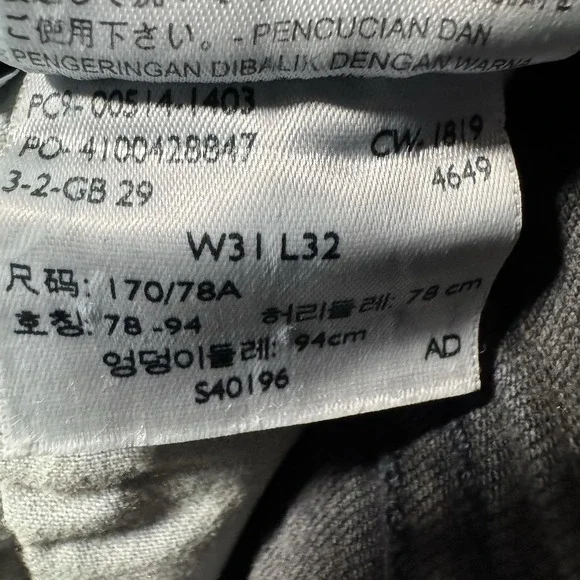 ご使用下さい。- PENCUCIAN DAN
PENGERINGAN DIBALIK DENGAN WARNA
PC9-00514-1403
PO-4100428847 CW-1819
3-2-GB 29 4649
W31 L32
尺码: 170/78A
호칭: 78-94 허리둘레: 78 cm
엉덩이둘레: 94cm AD
S40196